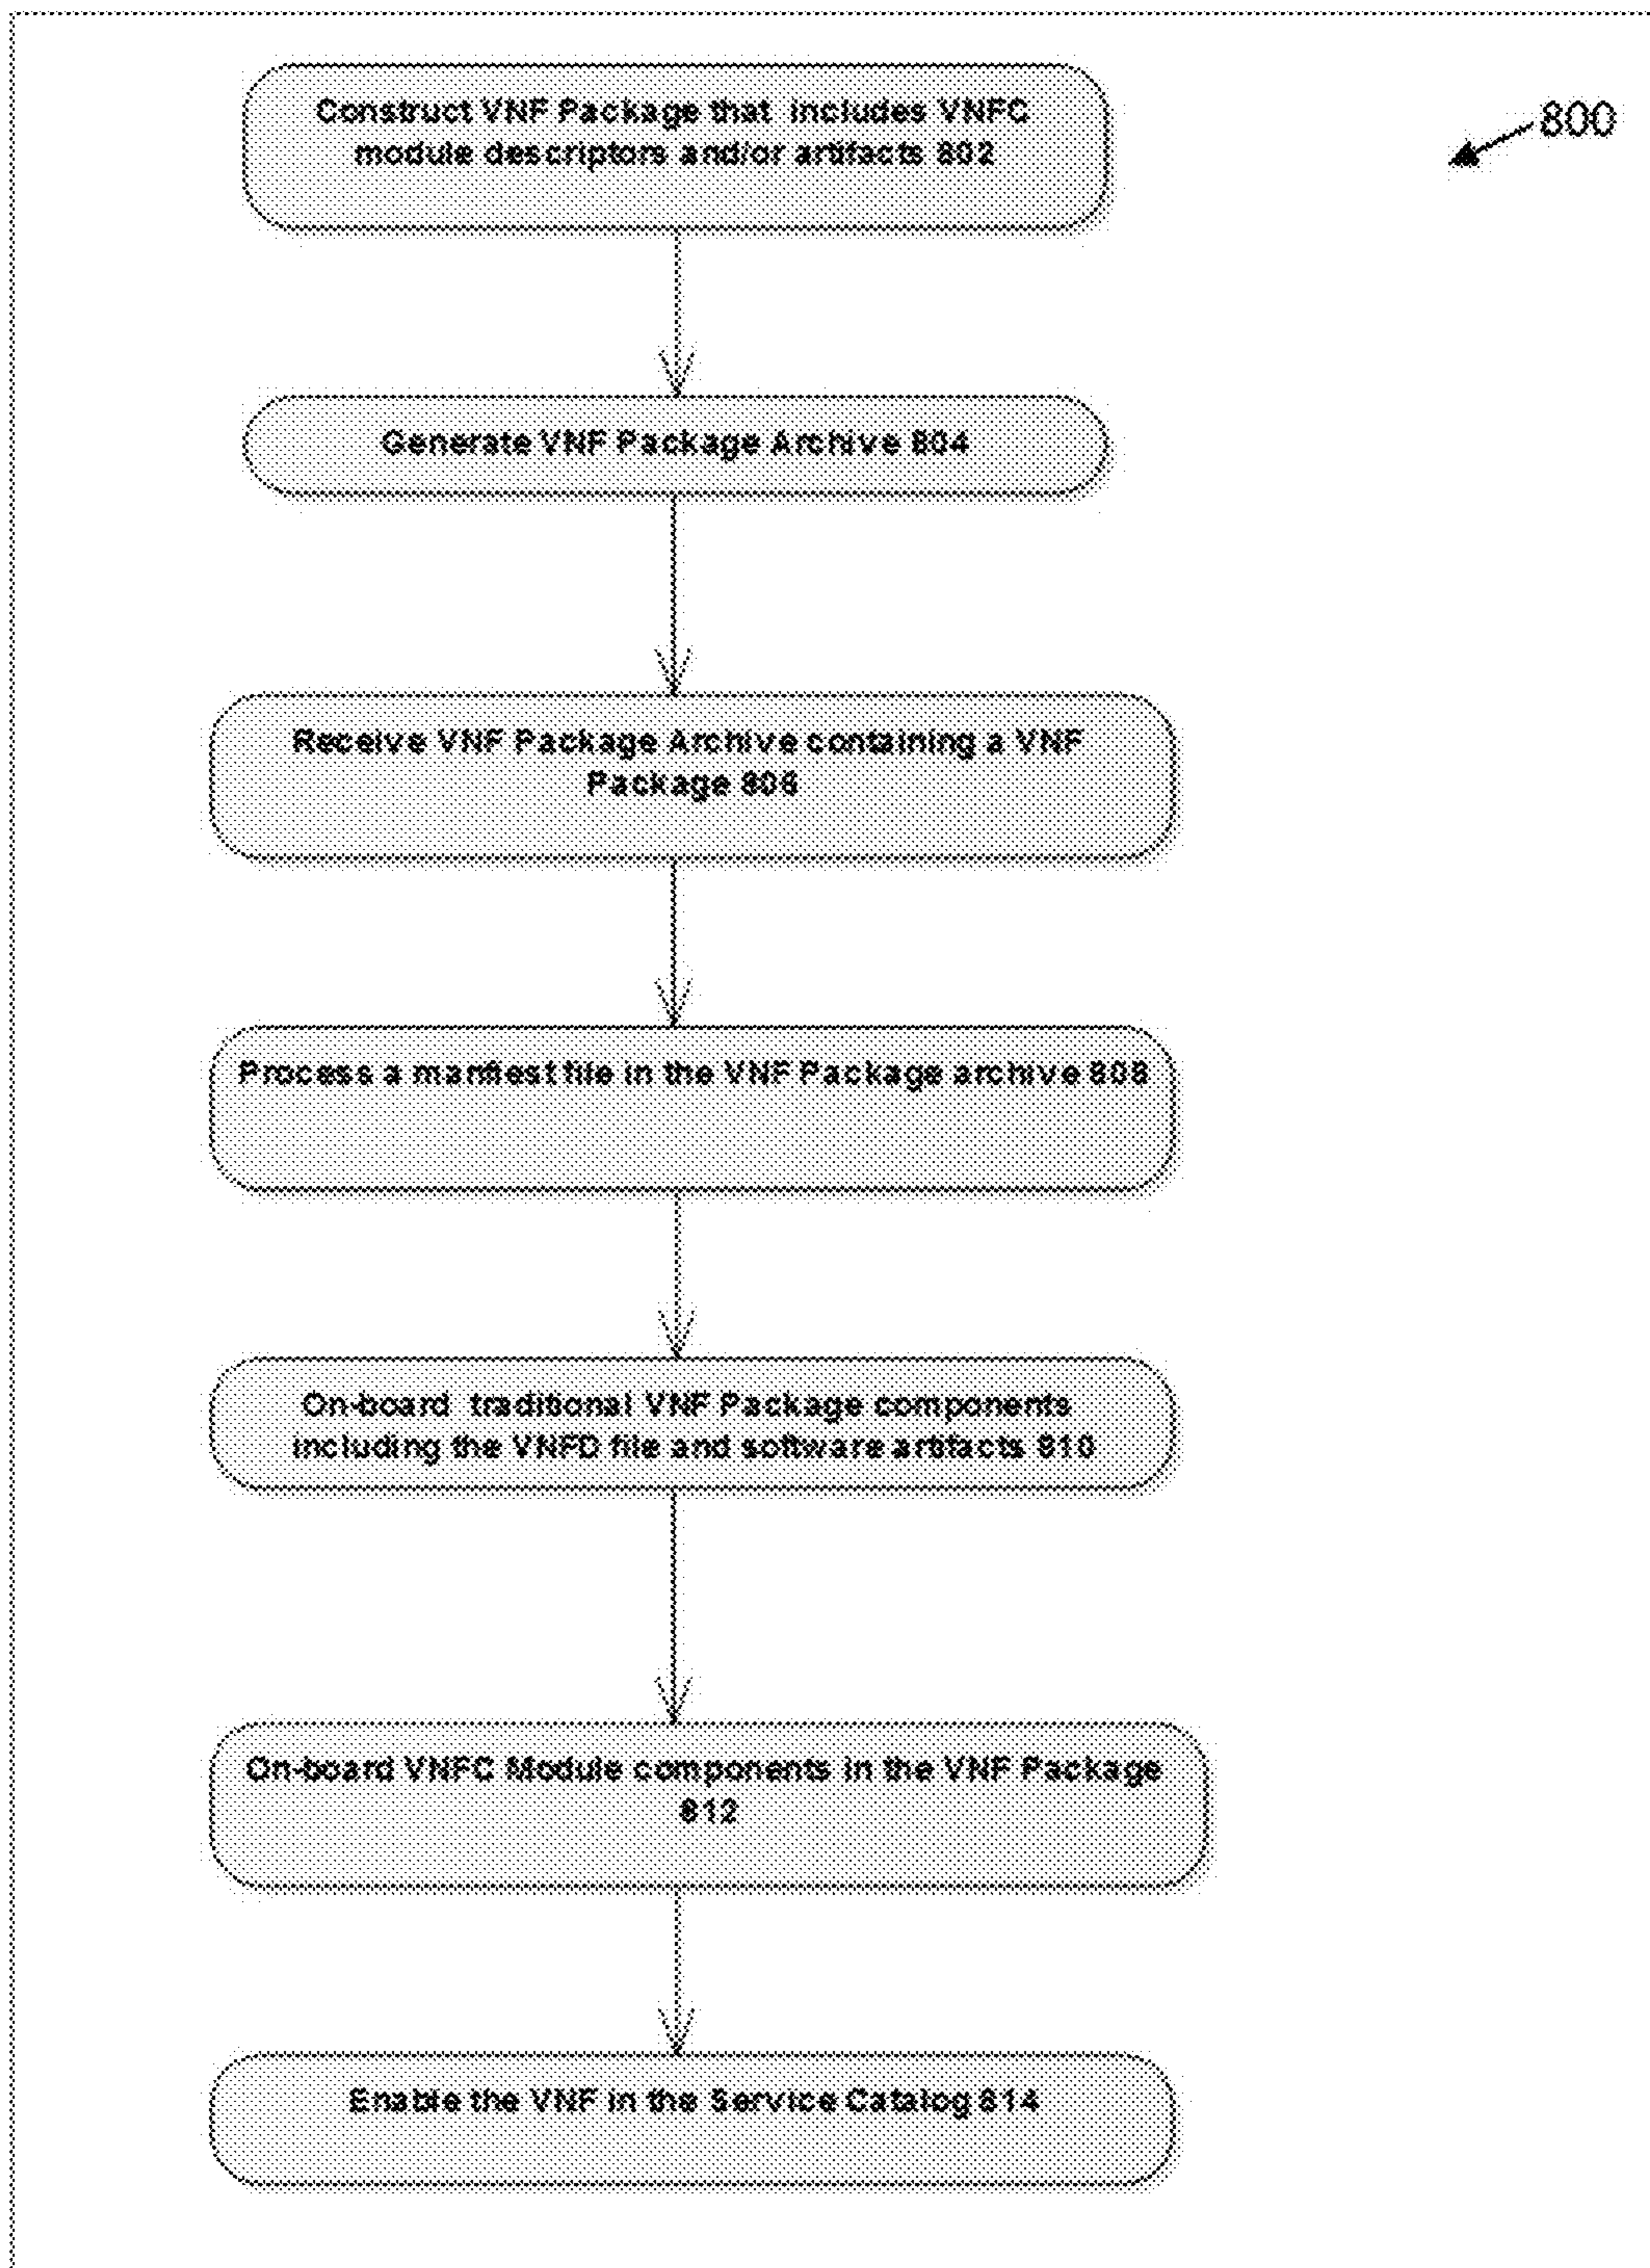 Construct VNF Package that includes VNFC
module descriptors and/or artifacts 802
800
Generate VNF Package Archive 804
Receive VNF Package Archive containing a VNF
Package 806
Process a manifest file in the VNF Package archive 808
On-board traditional VNF Package components
including the VNFD file and software artifacts 810
On-board VNFC Module components in the VNF Package
812
Enable the VNF in the Service Catalog 814